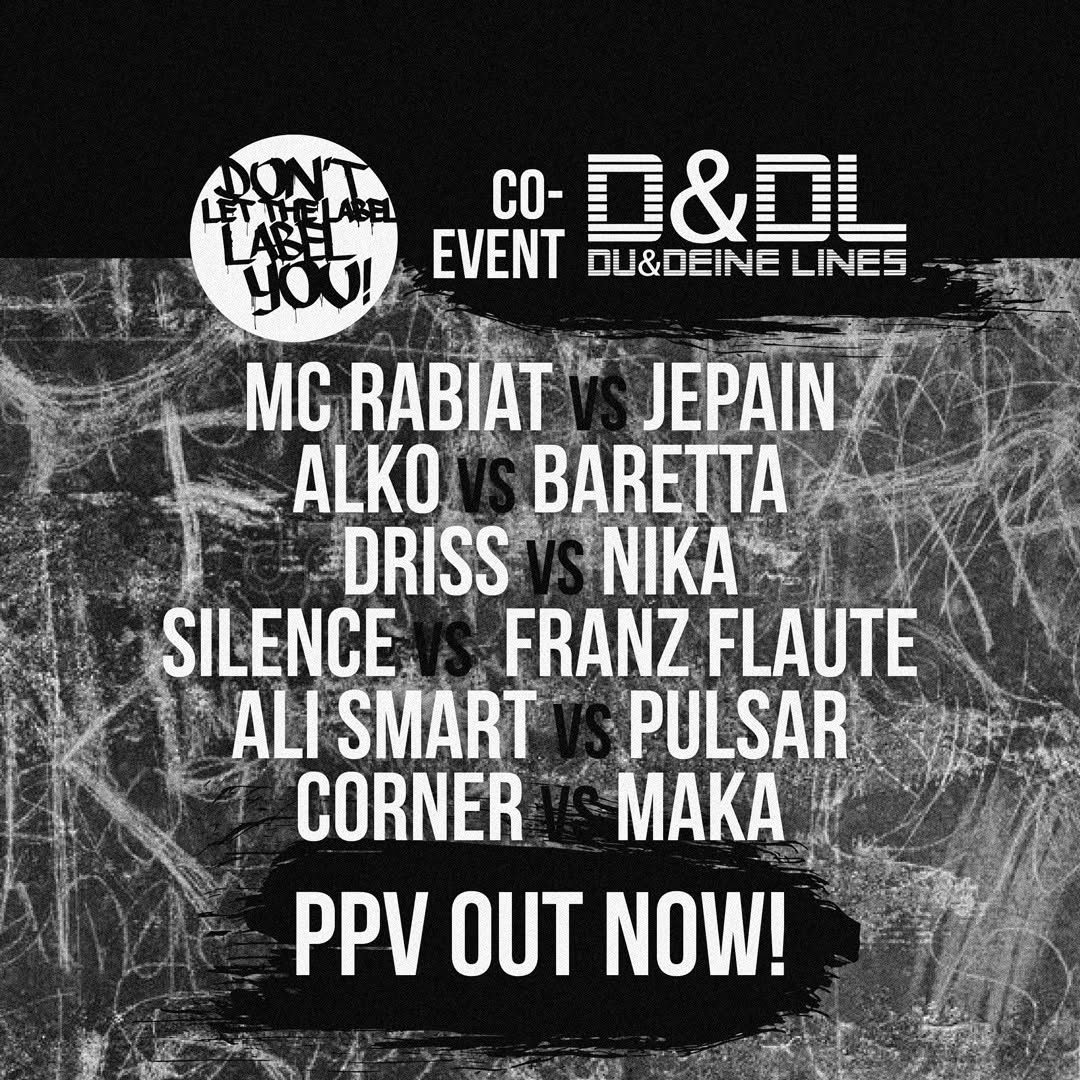 DON'T
LET THE LABEL
LABEL
YOU!
CO-
EVENT
D&DL
DU&DEINE LINES
MC RABIAT VS JEPAIN
ALKO VS BARETTA
DRISS VS NIKA
SILENCE VS FRANZ FLAUTE
ALI SMART VS PULSAR
CORNER VS MAKA
PPV OUT NOW!